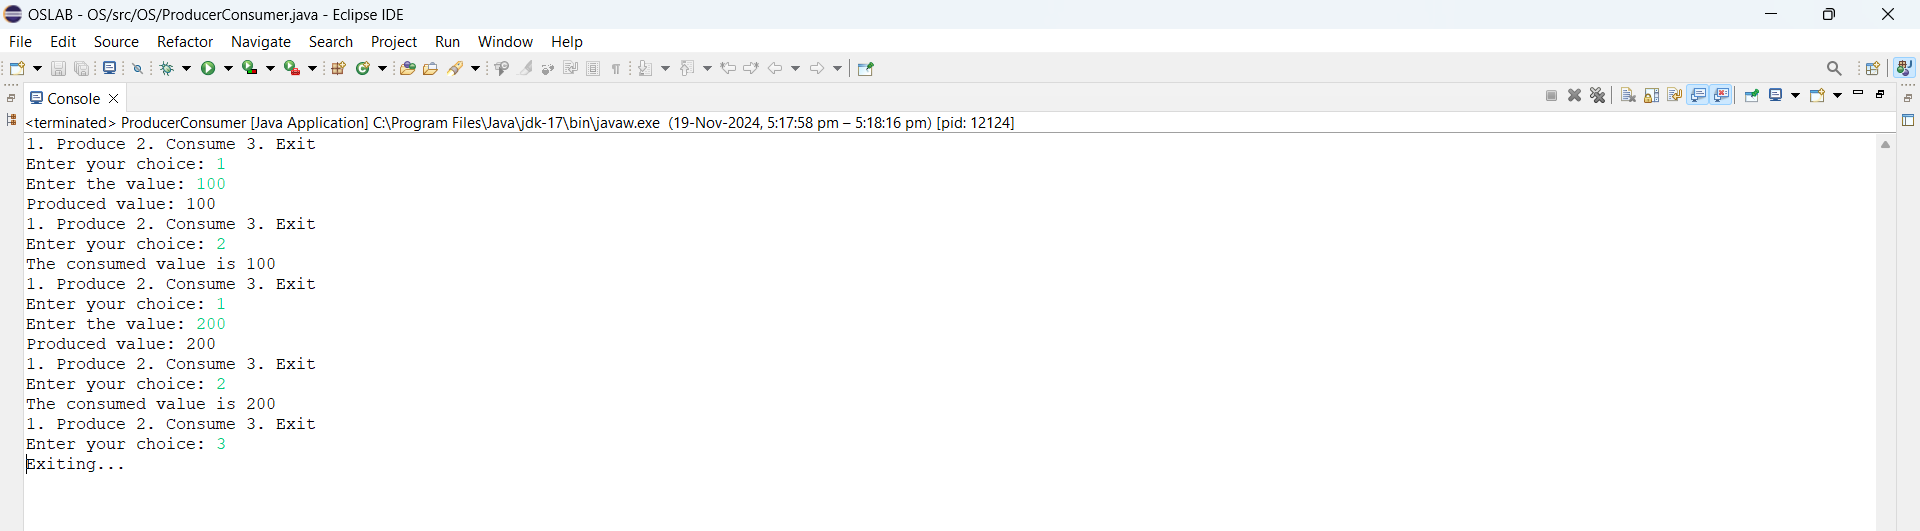 OSLAB - OS/src/OS/ProducerConsumer.java - Eclipse IDE
File Edit Source Refactor Navigate Search Project Run Window Help
Console
<terminated> ProducerConsumer [Java Application] C:\Program Files\Java\jdk-17\bin\javaw.exe (19-Nov-2024, 5:17:58 pm – 5:18:16 pm) [pid: 12124]
1. Produce 2. Consume 3. Exit
Enter your choice: 1
Enter the value: 100
Produced value: 100
1. Produce 2. Consume 3. Exit
Enter your choice: 2
The consumed value is 100
1. Produce 2. Consume 3. Exit
Enter your choice: 1
Enter the value: 200
Produced value: 200
1. Produce 2. Consume 3. Exit
Enter your choice: 2
The consumed value is 200
1. Produce 2. Consume 3. Exit
Enter your choice: 3
Exiting...